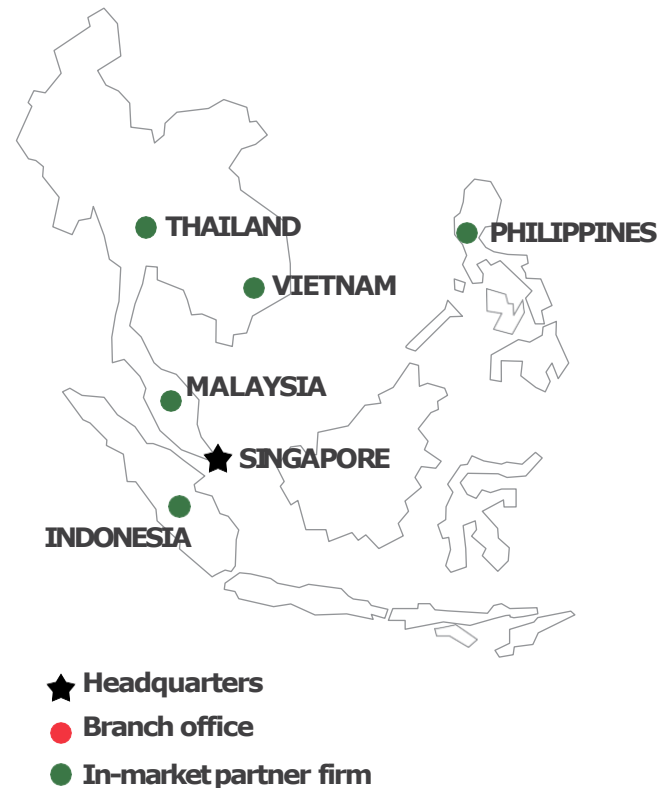 THAILAND
PHILIPPINES
VIETNAM
MALAYSIA
SINGAPORE
INDONESIA
Headquarters
Branch office
In-market partner firm